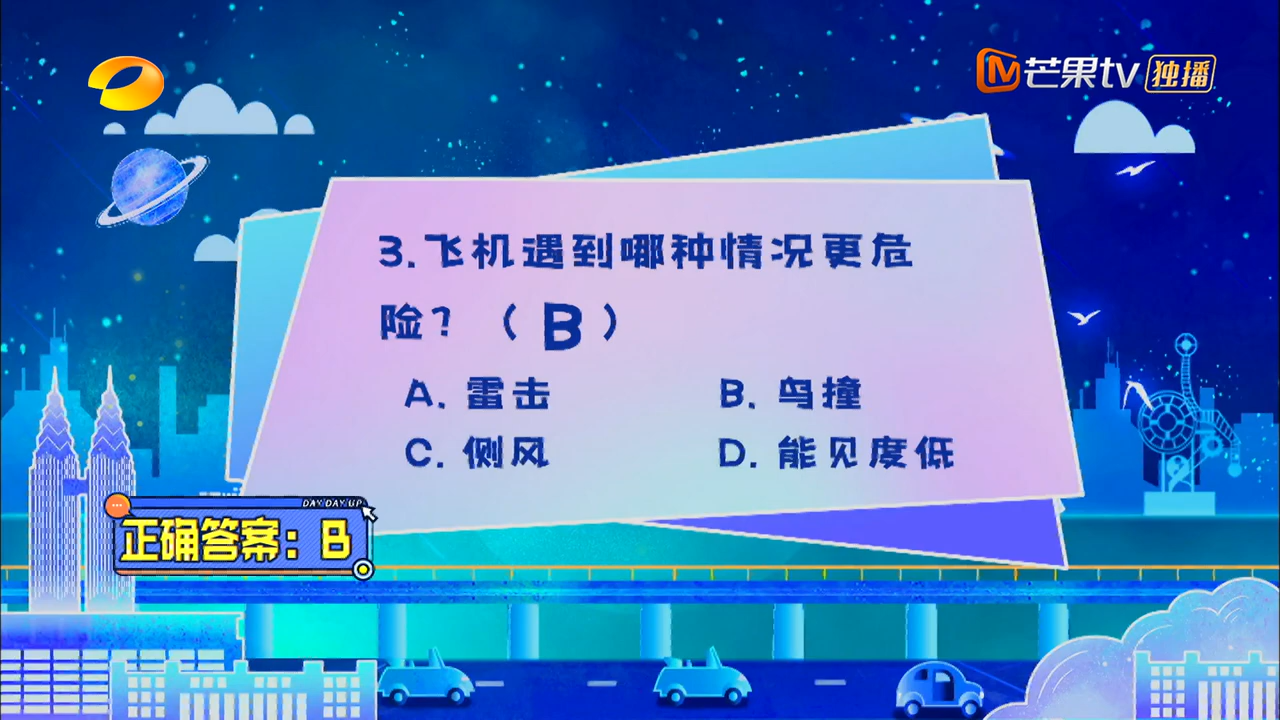 芒果tv 独播
3.飞机遇到哪种情况更危
险？（B）
A. 雷击 B. 鸟撞
C. 侧风 D. 能见度低
DAY DAY UP
正确答案：B